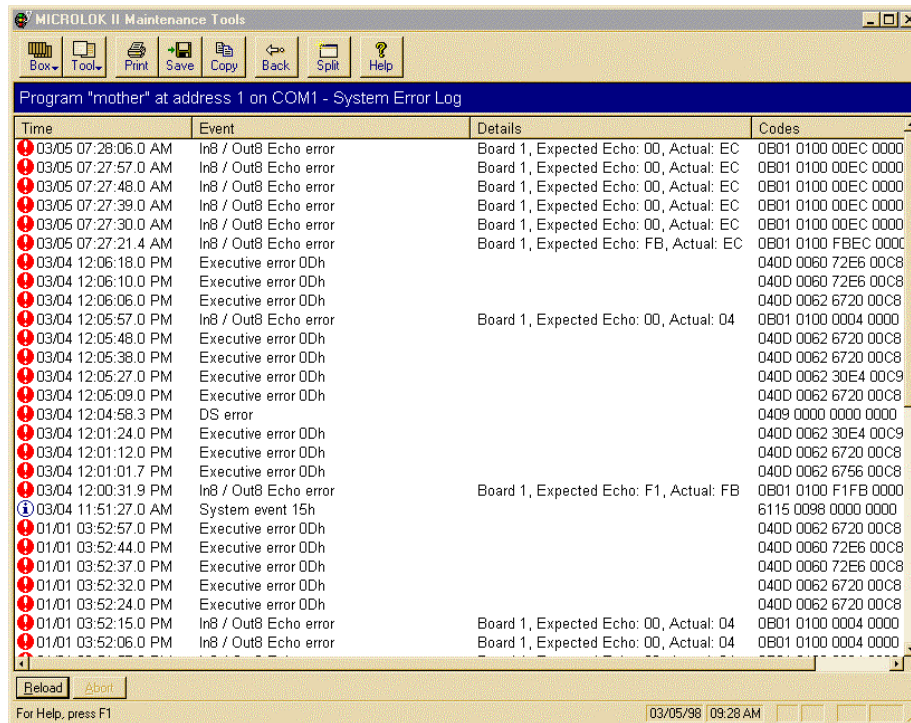 MICROLOK II Maintenance Tools
Box Tool Print Save Copy Back Split Help
Program "mother" at address 1 on COM1 - System Error Log
Time Event Details Codes
03/05 07:28:06.0 AM In8 / Out8 Echo error Board 1, Expected Echo: 00, Actual: EC 0B01 0100 00EC 0000
03/05 07:27:57.0 AM In8 / Out8 Echo error Board 1, Expected Echo: 00, Actual: EC 0B01 0100 00EC 0000
03/05 07:27:48.0 AM In8 / Out8 Echo error Board 1, Expected Echo: 00, Actual: EC 0B01 0100 00EC 0000
03/05 07:27:39.0 AM In8 / Out8 Echo error Board 1, Expected Echo: 00, Actual: EC 0B01 0100 00EC 0000
03/05 07:27:30.0 AM In8 / Out8 Echo error Board 1, Expected Echo: 00, Actual: EC 0B01 0100 00EC 0000
03/05 07:27:21.4 AM In8 / Out8 Echo error Board 1, Expected Echo: FB, Actual: EC 0B01 0100 FBEC 0000
03/04 12:06:18.0 PM Executive error 0Dh 040D 0060 72E6 00C8
03/04 12:06:10.0 PM Executive error 0Dh 040D 0060 72E6 00C8
03/04 12:06:06.0 PM Executive error 0Dh 040D 0062 6720 00C8
03/04 12:05:57.0 PM In8 / Out8 Echo error Board 1, Expected Echo: 00, Actual: 04 0B01 0100 0004 0000
03/04 12:05:48.0 PM Executive error 0Dh 040D 0062 6720 00C8
03/04 12:05:38.0 PM Executive error 0Dh 040D 0062 6720 00C8
03/04 12:05:27.0 PM Executive error 0Dh 040D 0062 30E4 00C9
03/04 12:05:09.0 PM Executive error 0Dh 040D 0062 6720 00C8
03/04 12:04:58.3 PM DS error 0409 0000 0000 0000
03/04 12:01:24.0 PM Executive error 0Dh 040D 0062 30E4 00C9
03/04 12:01:12.0 PM Executive error 0Dh 040D 0062 6720 00C8
03/04 12:01:01.7 PM Executive error 0Dh 040D 0062 6756 00C8
03/04 12:00:31.9 PM In8 / Out8 Echo error Board 1, Expected Echo: F1, Actual: FB 0B01 0100 F1FB 0000
03/04 11:51:27.0 AM System event 15h 6115 0098 0000 0000
01/01 03:52:57.0 PM Executive error 0Dh 040D 0062 6720 00C8
01/01 03:52:44.0 PM Executive error 0Dh 040D 0060 72E6 00C8
01/01 03:52:37.0 PM Executive error 0Dh 040D 0060 72E6 00C8
01/01 03:52:32.0 PM Executive error 0Dh 040D 0062 6720 00C8
01/01 03:52:24.0 PM Executive error 0Dh 040D 0062 6720 00C8
01/01 03:52:15.0 PM In8 / Out8 Echo error Board 1, Expected Echo: 00, Actual: 04 0B01 0100 0004 0000
01/01 03:52:06.0 PM In8 / Out8 Echo error Board 1, Expected Echo: 00, Actual: 04 0B01 0100 0004 0000
Reload Abort
For Help, press F1 03/05/98 09:28 AM